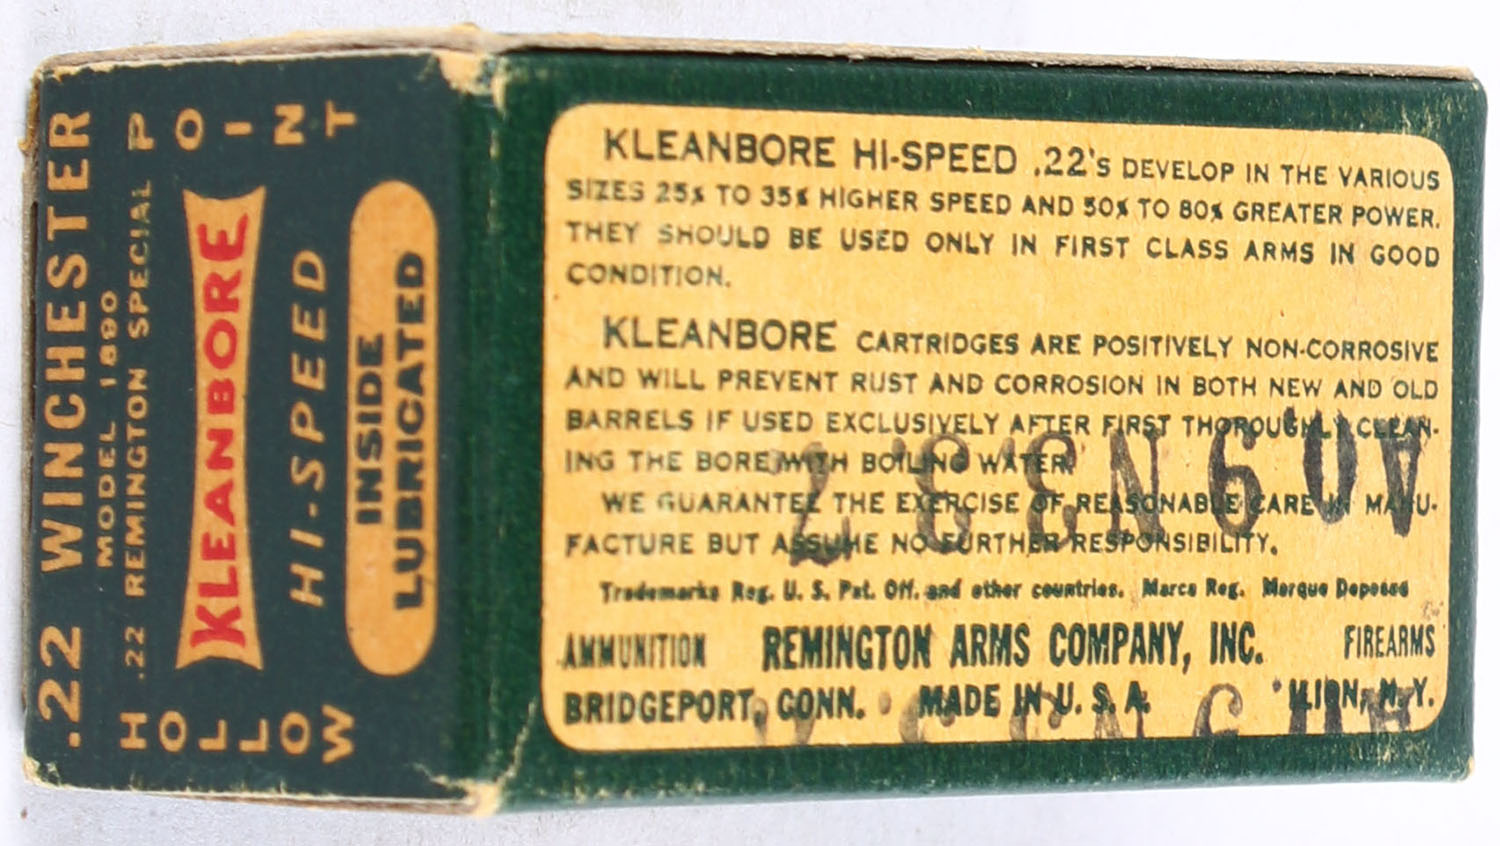 .22 WINCHESTER
MODEL 1890
.22 REMINGTON SPECIAL
HOLLOW POINT
KLEANBORE
HI-SPEED
INSIDE
LUBRICATED
KLEANBORE HI-SPEED .22's DEVELOP IN THE VARIOUS
SIZES 25% TO 35% HIGHER SPEED AND 50% TO 80% GREATER POWER.
THEY SHOULD BE USED ONLY IN FIRST CLASS ARMS IN GOOD
CONDITION.
KLEANBORE CARTRIDGES ARE POSITIVELY NON-CORROSIVE
AND WILL PREVENT RUST AND CORROSION IN BOTH NEW AND OLD
BARRELS IF USED EXCLUSIVELY AFTER FIRST THOROUGHLY CLEAN-
ING THE BORE WITH BOILING WATER.
WE GUARANTEE THE EXERCISE OF REASONABLE CARE IN MANU-
FACTURE BUT ASSUME NO FURTHER RESPONSIBILITY.
Trademarks Reg. U. S. Pat. Off. and other countries. Marca Reg. Marque Deposee
AMMUNITION REMINGTON ARMS COMPANY, INC. FIREARMS
BRIDGEPORT, CONN. MADE IN U. S. A. ILION, N. Y.